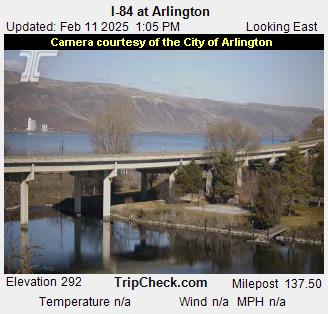 I-84 at Arlington
Updated: Feb 11 2025 1:05 PM Looking East
Camera courtesy of the City of Arlington
Elevation 292 TripCheck.com Milepost 137.50
Temperature n/a Wind n/a MPH n/a